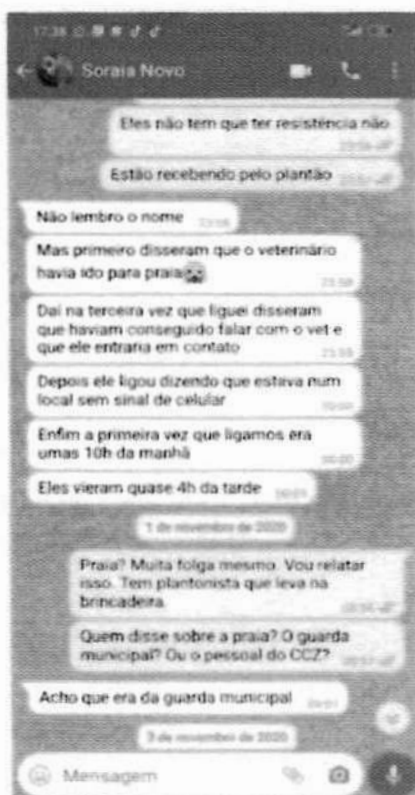 17:38
Soraia Novo
Eles não tem que ter resistência não
Estão recebendo pelo plantão
Não lembro o nome
Mas primeiro disseram que o veterinário
havia ido para praia
Daí na terceira vez que liguei disseram
que haviam conseguido falar com o vet e
que ele entraria em contato
23:59
Depois ele ligou dizendo que estava num
local sem sinal de celular
Enfim a primeira vez que ligamos era
umas 10h da manhã
Eles vieram quase 4h da tarde
1 de novembro de 2020
Praia? Muita folga mesmo. Vou relatar
isso. Tem plantonista que leva na
brincadeira.
Quem disse sobre a praia? O guarda
municipal? Ou o pessoal do CCZ?
Acho que era da guarda municipal
3 de novembro de 2020
Mensagem